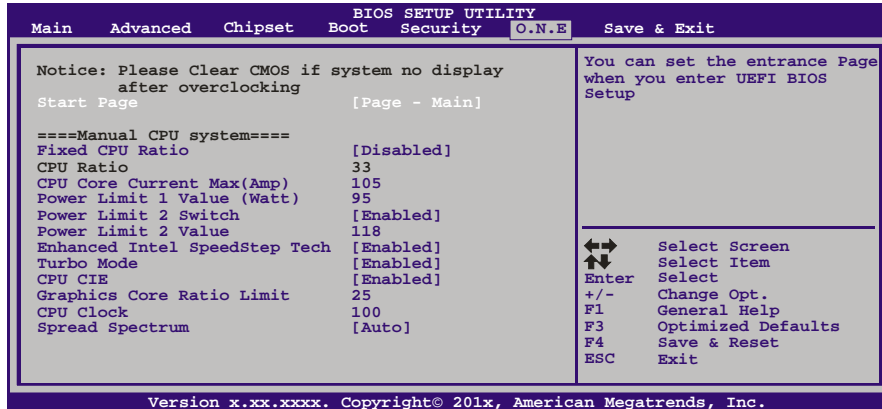 BIOS SETUP UTILITY
Main Advanced Chipset Boot Security O.N.E Save & Exit
Notice: Please Clear CMOS if system no display
after overclocking
Start Page [Page - Main]
====Manual CPU system====
Fixed CPU Ratio [Disabled]
CPU Ratio 33
CPU Core Current Max(Amp) 105
Power Limit 1 Value (Watt) 95
Power Limit 2 Switch [Enabled]
Power Limit 2 Value 118
Enhanced Intel SpeedStep Tech [Enabled]
Turbo Mode [Enabled]
CPU CIE [Enabled]
Graphics Core Ratio Limit 25
CPU Clock 100
Spread Spectrum [Auto]
You can set the entrance Page
when you enter UEFI BIOS
Setup
Select Screen
Select Item
Enter Select
+/- Change Opt.
F1 General Help
F3 Optimized Defaults
F4 Save & Reset
ESC Exit
Version x.xx.xxxx. Copyright© 201x, American Megatrends, Inc.